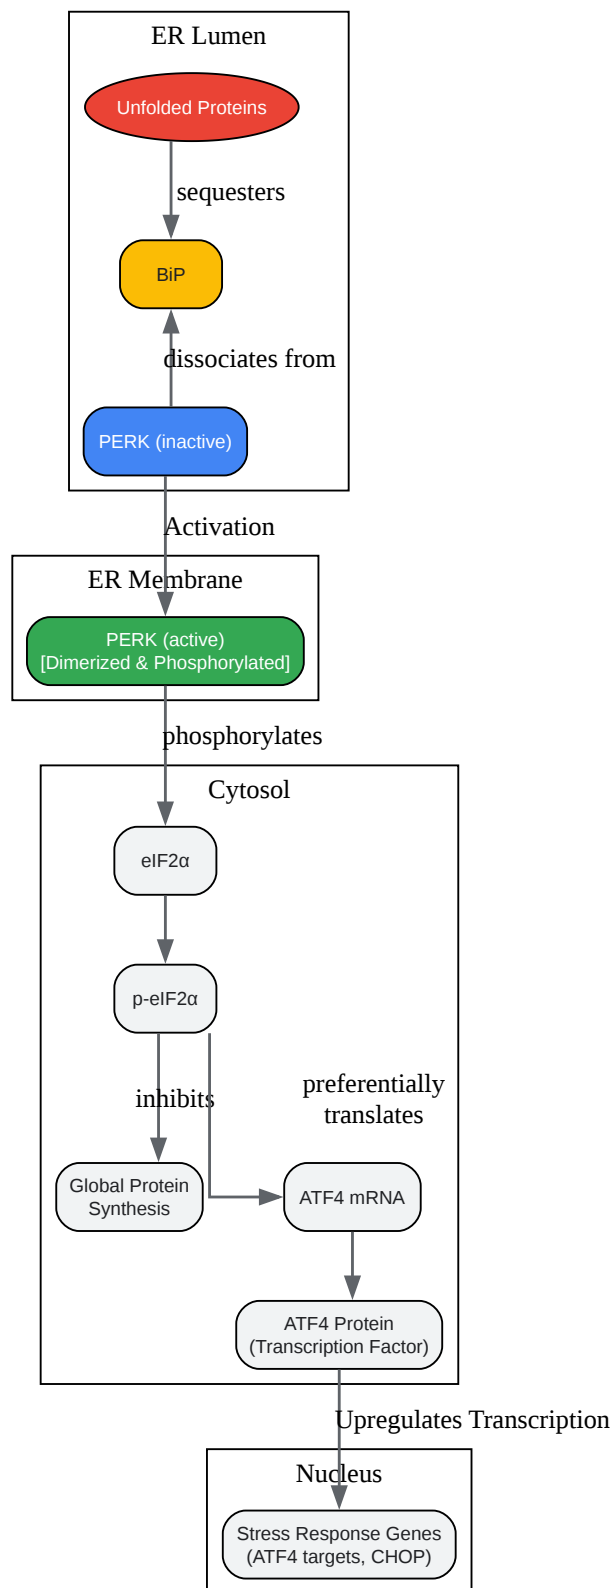 ER Lumen
Unfolded Proteins
sequesters
BiP
dissociates from
PERK (inactive)
Activation
ER Membrane
PERK (active)
[Dimerized & Phosphorylated]
phosphorylates
Cytosol
eIF2α
p-eIF2α
inhibits
preferentially
translates
Global Protein
Synthesis
ATF4 mRNA
ATF4 Protein
(Transcription Factor)
Upregulates Transcription
Nucleus
Stress Response Genes
(ATF4 targets, CHOP)